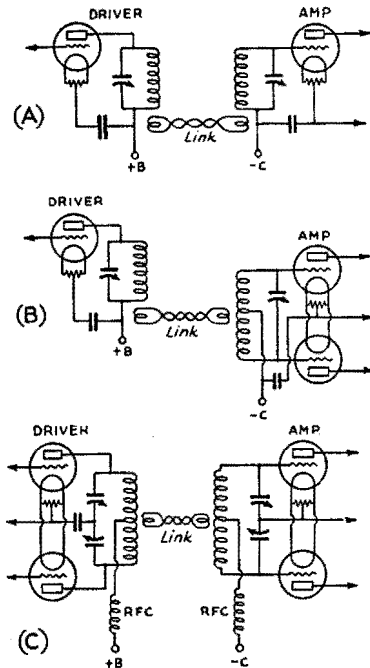 DRIVER AMP
(A)
Link
+B -C
DRIVER
AMP
(B)
Link
+B -C
DRIVER AMP.
Link
RFC RFC
(C)
+B -C